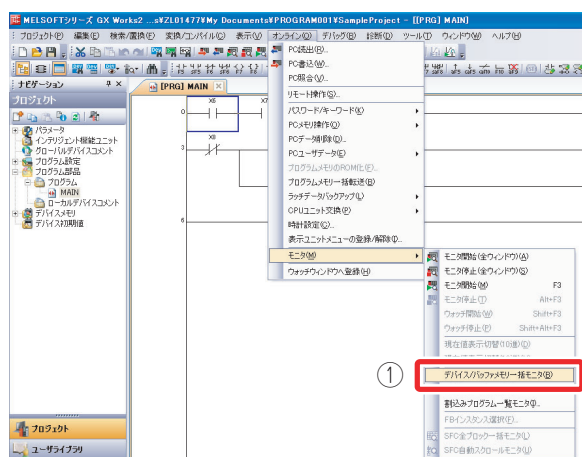 MELSOFTシリーズ GX Works2 ...s¥ZL01477¥My Documents¥PROGRAM001¥SampleProject - [[PRG] MAIN]
プロジェクト(P) 編集(E) 検索/置換(F) 変換/コンパイル(C) 表示(V) オンライン(O) デバッグ(B) 診断(D) ツール(T) ウィンドウ(W) ヘルプ(H)
ナビゲーション
プロジェクト
パラメータ
インテリジェント機能ユニット
グローバルデバイスコメント
プログラム設定
プログラム部品
プログラム
MAIN
ローカルデバイスコメント
デバイスメモリ
デバイス初期値
プロジェクト
ユーザライブラリ
[PRG] MAIN
X6
X7
0
X8
3
6
PC読出(R)...
PC書込(W)...
PC照合(V)...
リモート操作(S)...
パスワード/キーワード(K)
PCメモリ操作(O)
PCデータ削除(D)...
PCユーザデータ(E)
プログラムメモリのROM化(F)...
プログラムメモリ一括転送(B)
ラッチデータバックアップ(L)
CPUユニット交換(P)
時計設定(C)...
表示ユニットメニューの登録/解除(I)...
モニタ(M)
ウォッチウィンドウへ登録(H)
モニタ開始(全ウィンドウ)(A)
モニタ停止(全ウィンドウ)(S)
モニタ開始(M) F3
モニタ停止(T) Alt+F3
ウォッチ開始(W) Shift+F3
ウォッチ停止(P) Shift+Alt+F3
現在値表示切替(10進)(D)
①
デバイス/バッファメモリ一括モニタ(B)
割込みプログラム一覧モニタ(I)...
FBインスタンス選択(F)...
SFC全ブロック一括モニタ(L)
SFC自動スクロールモニタ(U)